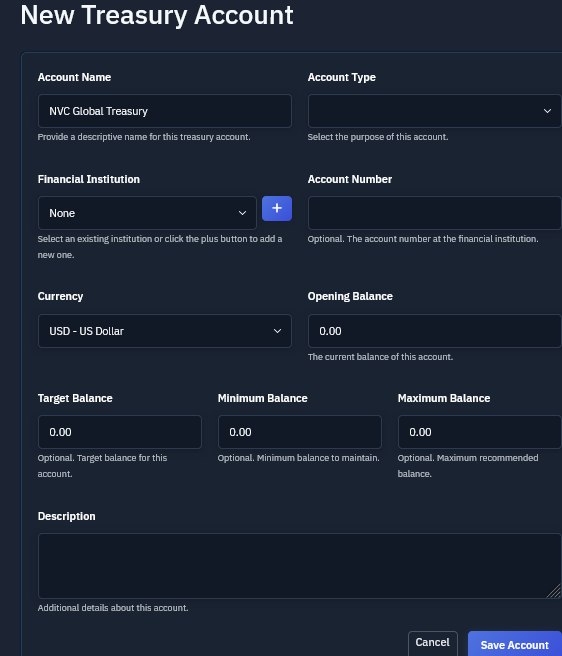 New Treasury Account
Account Name
Account Type
NVC Global Treasury
Provide a descriptive name for this treasury account.
Select the purpose of this account.
Financial Institution
Account Number
None
+
Select an existing institution or click the plus button to add a
new one.
Optional. The account number at the financial institution.
Currency
Opening Balance
USD - US Dollar
0.00
The current balance of this account.
Target Balance
Minimum Balance
Maximum Balance
0.00
0.00
0.00
Optional. Target balance for this
account.
Optional. Minimum balance to maintain.
Optional. Maximum recommended
balance.
Description
Additional details about this account.
Cancel
Save Account